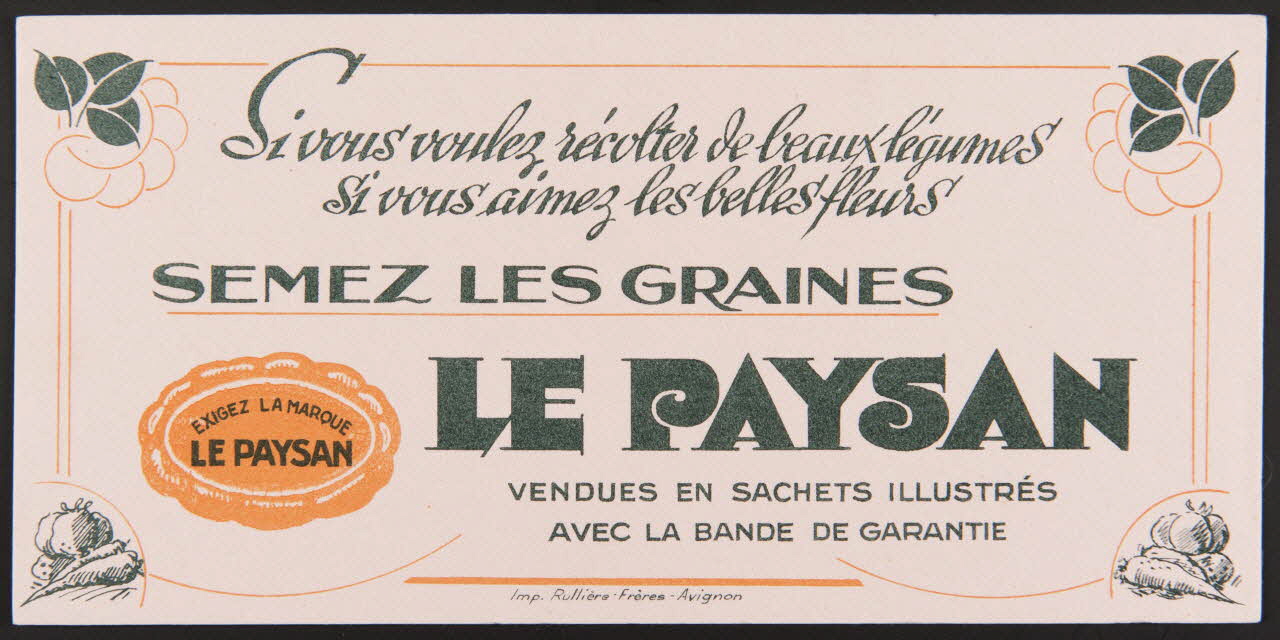 Si vous voulez récolter de beaux légumes
si vous aimez les belles fleurs
SEMEZ LES GRAINES
LE PAYSAN
EXIGEZ LA MARQUE
LE PAYSAN
VENDUES EN SACHETS ILLUSTRÉS
AVEC LA BANDE DE GARANTIE
Imp. Rullière-Frères - Avignon